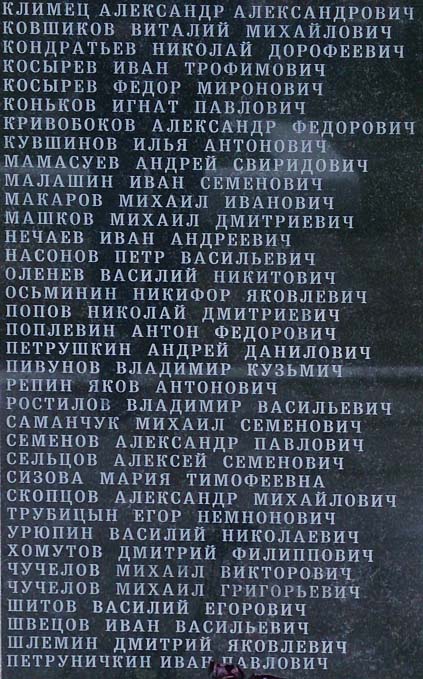 КЛИМЕЦ АЛЕКСАНДР АЛЕКСАНДРОВИЧ
КОВШИКОВ ВИТАЛИЙ МИХАЙЛОВИЧ
КОНДРАТЬЕВ НИКОЛАЙ ДОРОФЕЕВИЧ
КОСЫРЕВ ИВАН ТРОФИМОВИЧ
КОСЫРЕВ ФЕДОР МИРОНОВИЧ
КОНЬКОВ ИГНАТ ПАВЛОВИЧ
КРИВОБОКОВ АЛЕКСАНДР ФЕДОРОВИЧ
КУВШИНОВ ИЛЬЯ АНТОНОВИЧ
МАМАСУЕВ АНДРЕЙ СВИРИДОВИЧ
МАЛАШИН ИВАН СЕМЕНОВИЧ
МАКАРОВ МИХАИЛ ИВАНОВИЧ
МАШКОВ МИХАИЛ ДМИТРИЕВИЧ
НЕЧАЕВ ИВАН АНДРЕЕВИЧ
НАСОНОВ ПЕТР ВАСИЛЬЕВИЧ
ОЛЕНЕВ ВАСИЛИЙ НИКИТОВИЧ
ОСЬМИНИН НИКИФОР ЯКОВЛЕВИЧ
ПОПОВ НИКОЛАЙ ДМИТРИЕВИЧ
ПОПЛЕВИН АНТОН ФЕДОРОВИЧ
ПЕТРУШКИН АНДРЕЙ ДАНИЛОВИЧ
ПИВУНОВ ВЛАДИМИР КУЗЬМИЧ
РЕПИН ЯКОВ АНТОНОВИЧ
РОСТИЛОВ ВЛАДИМИР ВАСИЛЬЕВИЧ
САМАНЧУК МИХАИЛ СЕМЕНОВИЧ
СЕМЕНОВ АЛЕКСАНДР ПАВЛОВИЧ
СЕЛЬЦОВ АЛЕКСЕЙ СЕМЕНОВИЧ
СИЗОВА МАРИЯ ТИМОФЕЕВНА
СКОПЦОВ АЛЕКСАНДР МИХАЙЛОВИЧ
ТРУБИЦЫН ЕГОР НЕМНОНОВИЧ
УРЮПИН ВАСИЛИЙ НИКОЛАЕВИЧ
ХОМУТОВ ДМИТРИЙ ФИЛИППОВИЧ
ЧУЧЕЛОВ МИХАИЛ ВИКТОРОВИЧ
ЧУЧЕЛОВ МИХАИЛ ГРИГОРЬЕВИЧ
ШИТОВ ВАСИЛИЙ ЕГОРОВИЧ
ШВЕЦОВ ИВАН ВАСИЛЬЕВИЧ
ШЛЕМИН ДМИТРИЙ ЯКОВЛЕВИЧ
ПЕТРУНИЧКИН ИВАН ПАВЛОВИЧ